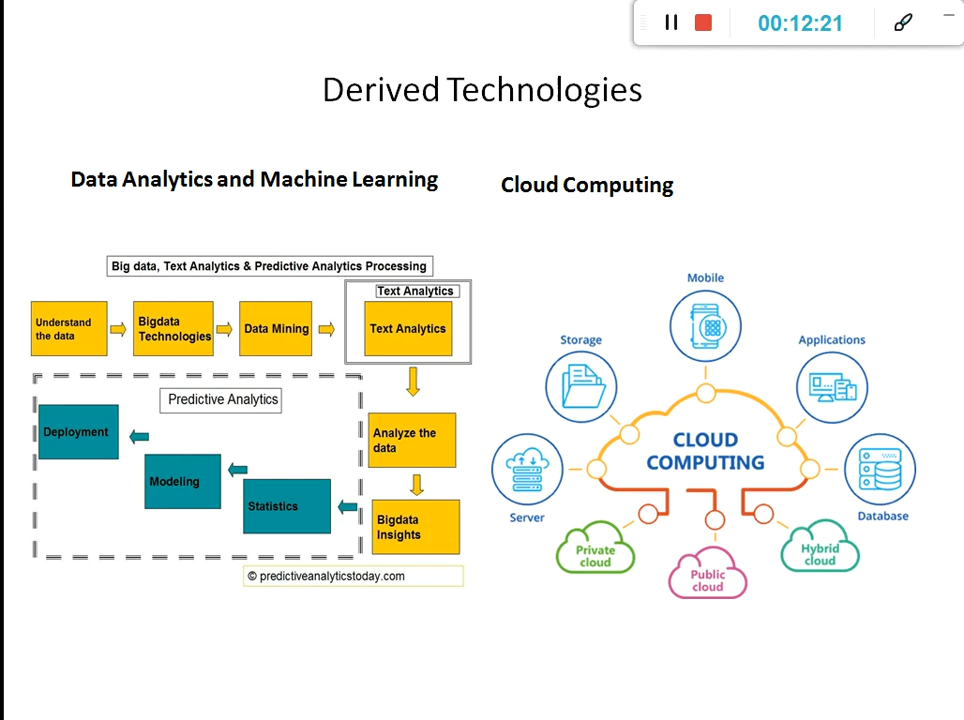 00:12:21
Derived Technologies
Data Analytics and Machine Learning
Big data, Text Analytics & Predictive Analytics Processing
Understand
the data
Bigdata
Technologies
Data Mining
Text Analytics
Text Analytics
Predictive Analytics
Deployment
Modeling
Statistics
Analyze the
data
Bigdata
Insights
© predictiveanalyticstoday.com
Cloud Computing
Mobile
Storage
Applications
CLOUD
COMPUTING
Server
Database
Private
cloud
Public
cloud
Hybrid
cloud